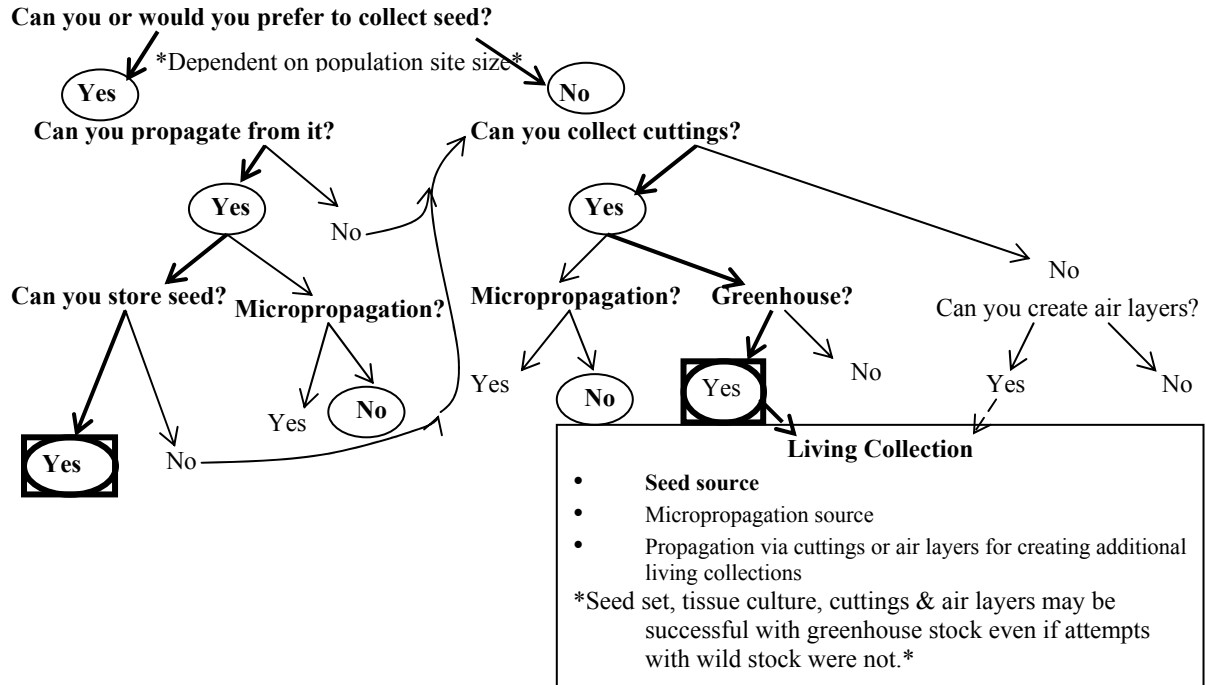 Can you or would you prefer to collect seed?
*Dependent on population site size*
Yes
No
Can you propagate from it?
Can you collect cuttings?
Yes
No
Yes
No
Can you store seed?
Micropropagation?
Micropropagation?
Greenhouse?
Can you create air layers?
Yes
No
Yes
No
Yes
No
Yes
No
Yes
No
Living Collection
• Seed source
• Micropropagation source
• Propagation via cuttings or air layers for creating additional
living collections
*Seed set, tissue culture, cuttings & air layers may be
successful with greenhouse stock even if attempts
with wild stock were not.*